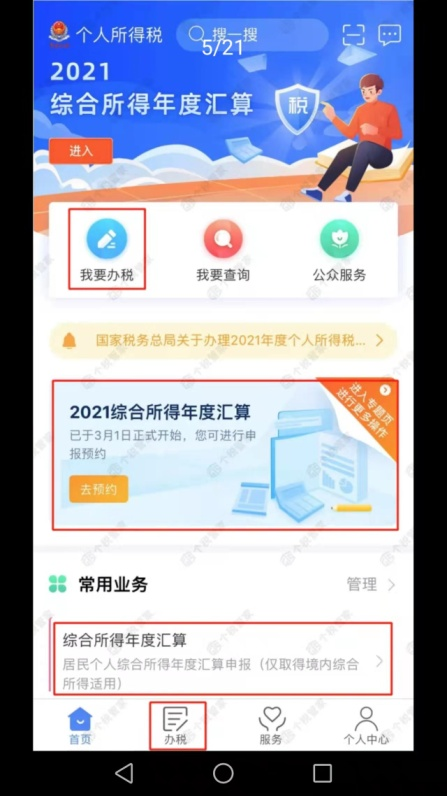 个人所得税
搜一搜
5/21
2021
综合所得年度汇算
税
进入
我要办税
我要查询
公众服务
国家税务总局关于办理2021年度个人所得税...
2021综合所得年度汇算
已于3月1日正式开始，您可进行申
报预约
去预约
进入专题页
进行更多操作
常用业务
管理
综合所得年度汇算
居民个人综合所得年度汇算申报（仅取得境内综合
所得适用）
首页
办税
服务
个人中心
个税管家